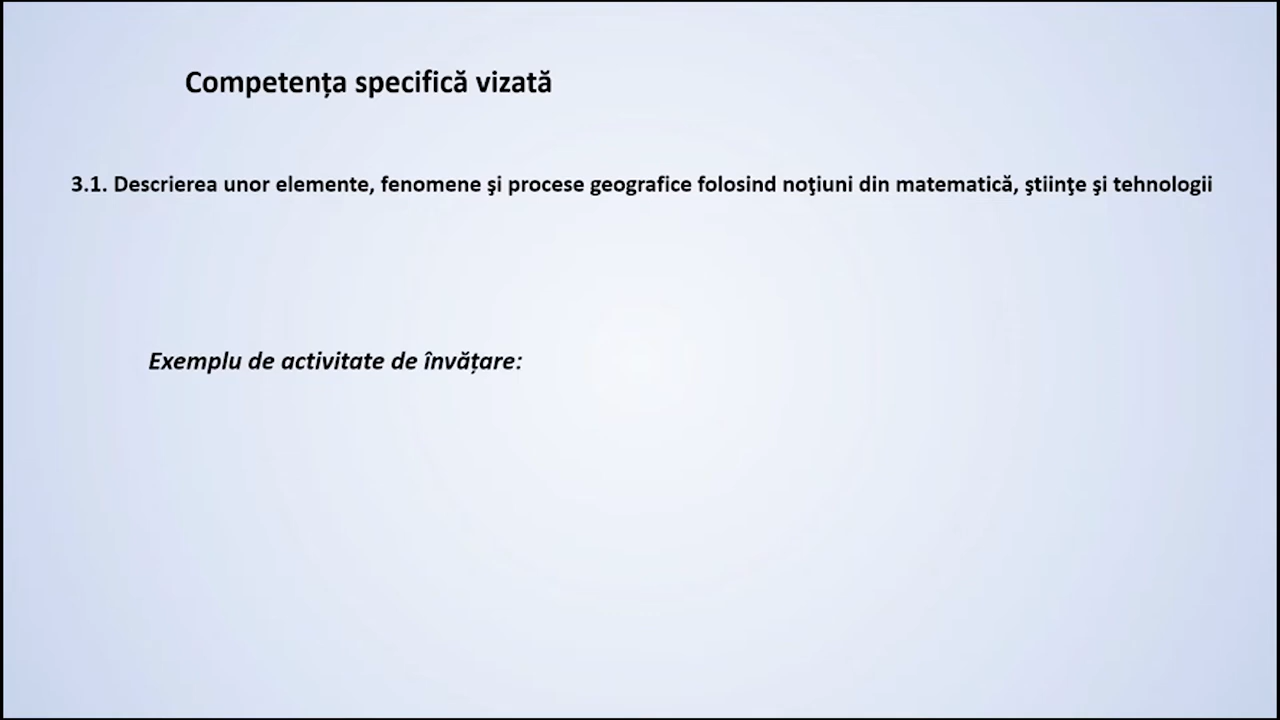 Competența specifică vizată
3.1. Descrierea unor elemente, fenomene şi procese geografice folosind noţiuni din matematică, ştiinţe şi tehnologii
Exemplu de activitate de învățare: